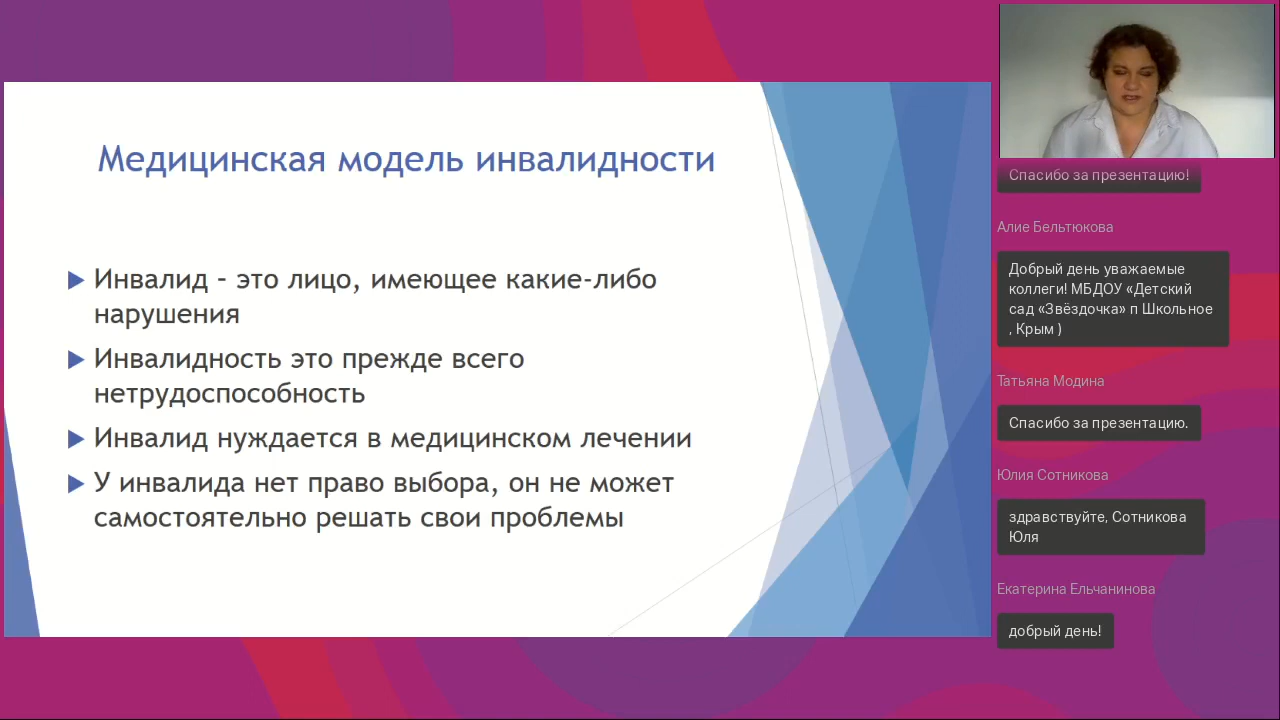 Медицинская модель инвалидности
Инвалид – это лицо, имеющее какие-либо
нарушения
Инвалидность это прежде всего
нетрудоспособность
Инвалид нуждается в медицинском лечении
У инвалида нет право выбора, он не может
самостоятельно решать свои проблемы
Спасибо за презентацию!
Алие Бельтюкова
Добрый день уважаемые
коллеги! МБДОУ «Детский
сад «Звёздочка» п Школьное
, Крым )
Татьяна Модина
Спасибо за презентацию.
Юлия Сотникова
здравствуйте, Сотникова
Юля
Екатерина Ельчанинова
добрый день!